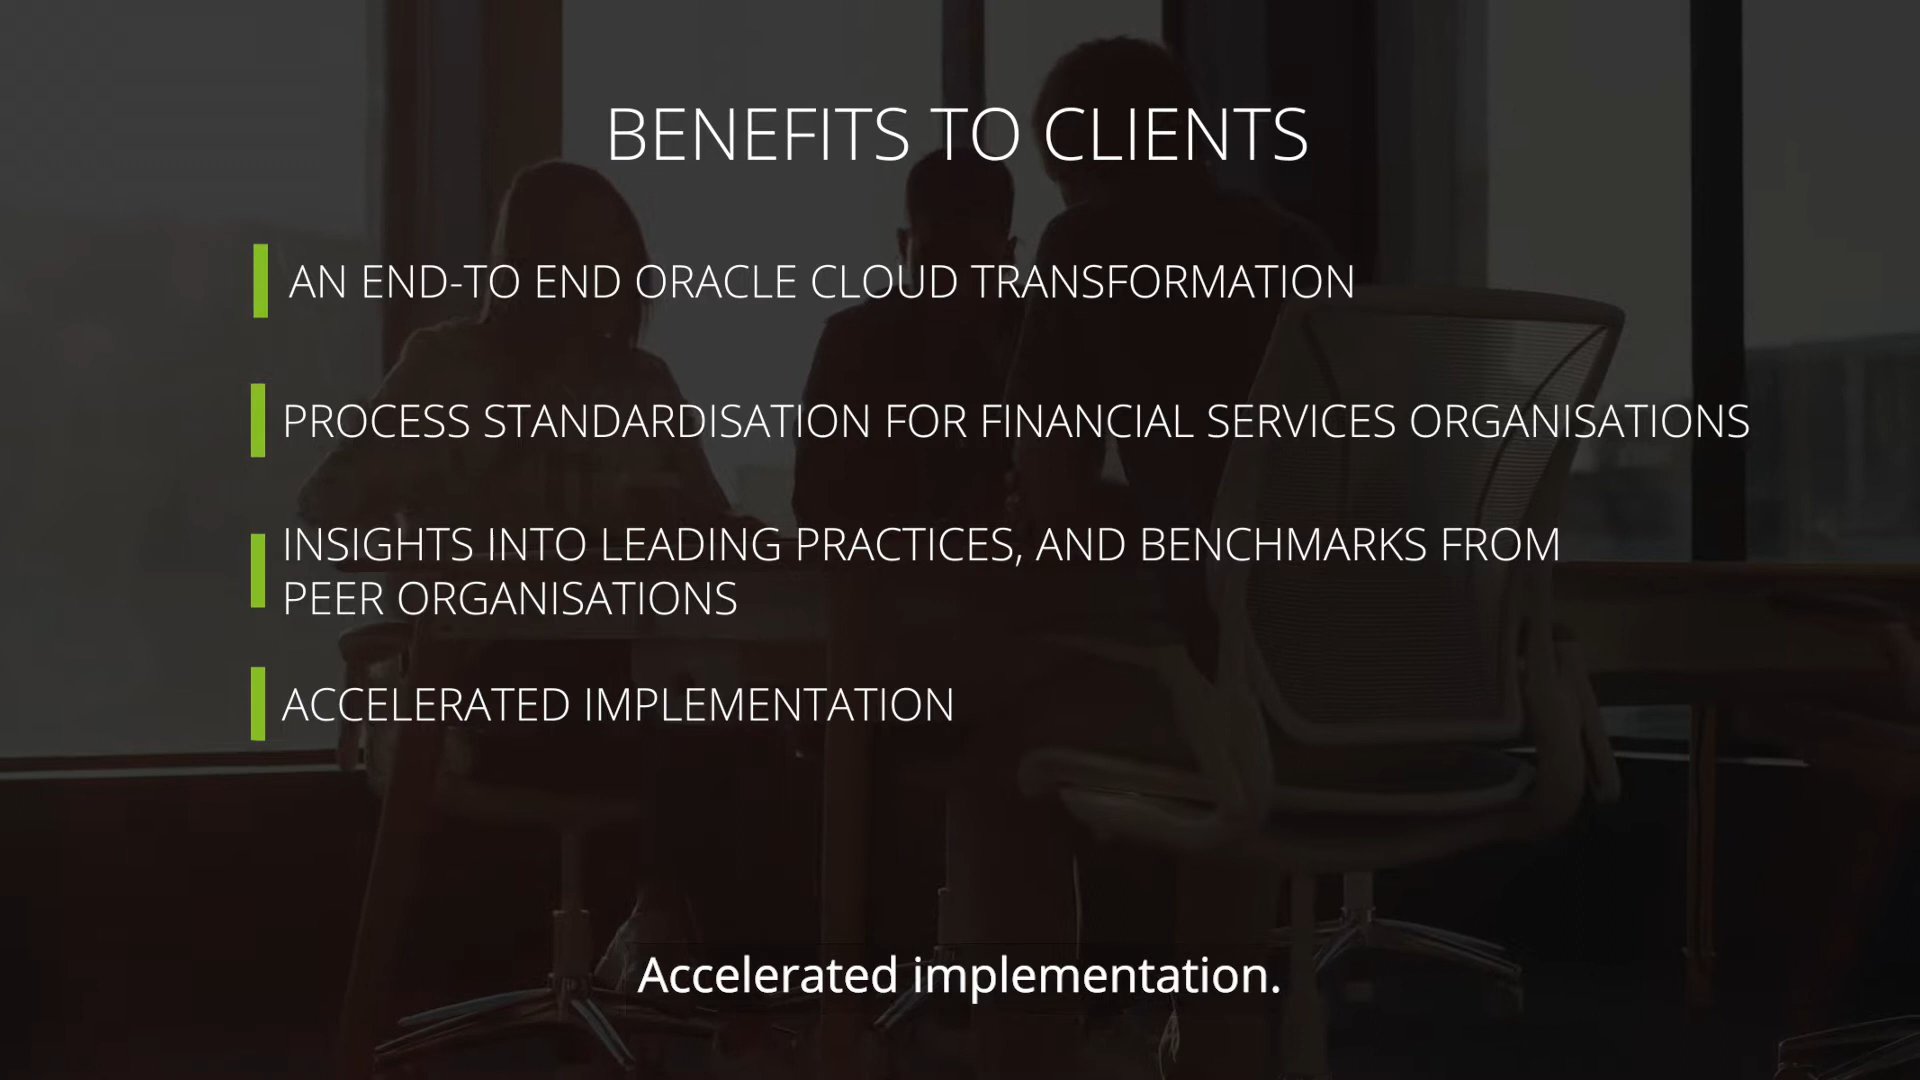 BENEFITS TO CLIENTS
AN END-TO END ORACLE CLOUD TRANSFORMATION
PROCESS STANDARDISATION FOR FINANCIAL SERVICES ORGANISATIONS
INSIGHTS INTO LEADING PRACTICES, AND BENCHMARKS FROM
PEER ORGANISATIONS
ACCELERATED IMPLEMENTATION
Accelerated implementation.